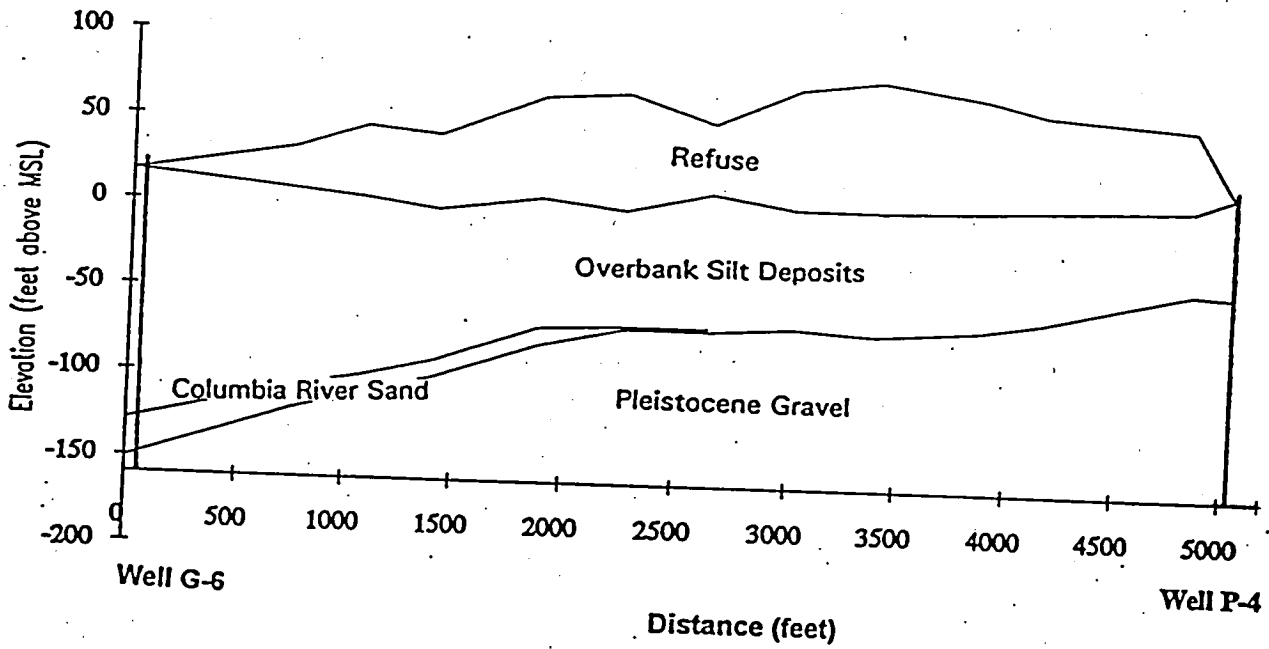 100
50
0
-50
-100
-150
-200
Elevation (feet above MSL)
Refuse
Overbank Silt Deposits
Columbia River Sand
Pleistocene Gravel
0
500
1000
1500
2000
2500
3000
3500
4000
4500
5000
Well G-6
Well P-4
Distance (feet)